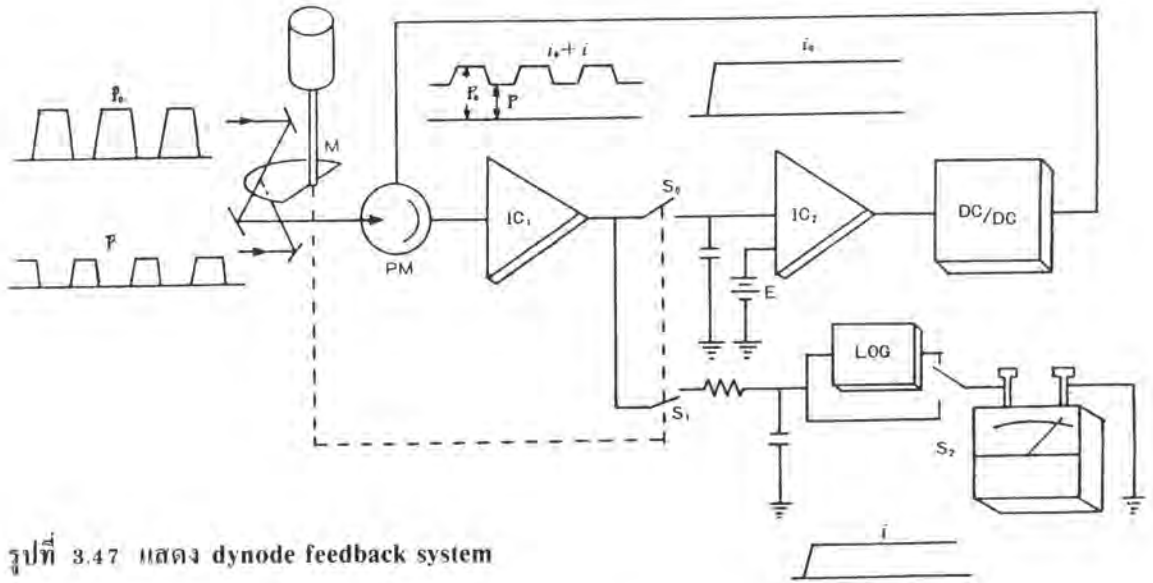 P₀
P
M
PM
i₀ + i
P₀
P
i₀
IC₁
S₀
IC₂
DC/DC
E
S₁
LOG
S₂
i
รูปที่ 3.47 แสดง dynode feedback system